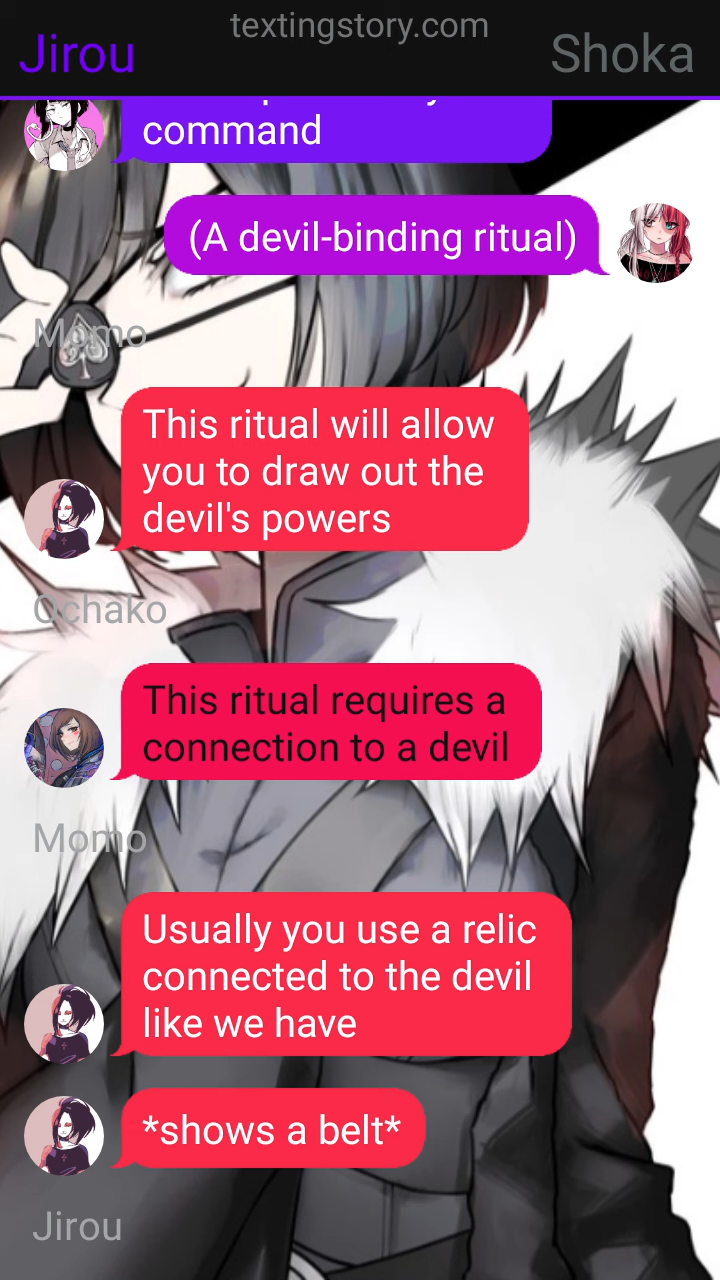 textingstory.com
Jirou
Shoka
command
(A devil-binding ritual)
Momo
This ritual will allow
you to draw out the
devil's powers
Ochako
This ritual requires a
connection to a devil
Momo
Usually you use a relic
connected to the devil
like we have
*shows a belt*
Jirou